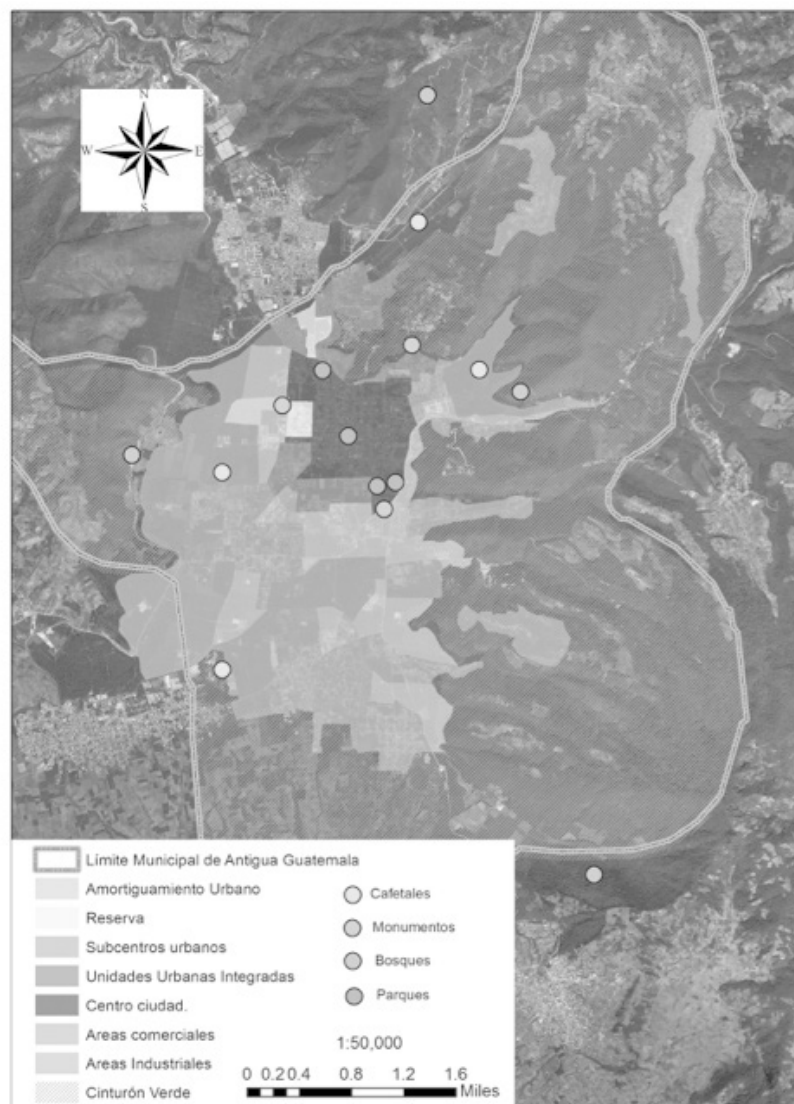 N
W E
S
Límite Municipal de Antigua Guatemala
Amortiguamiento Urbano
Reserva
Subcentros urbanos
Unidades Urbanas Integradas
Centro ciudad.
Areas comerciales
Areas Industriales
Cinturón Verde
Cafetales
Monumentos
Bosques
Parques
1:50,000
0 0.2 0.4 0.8 1.2 1.6
Miles